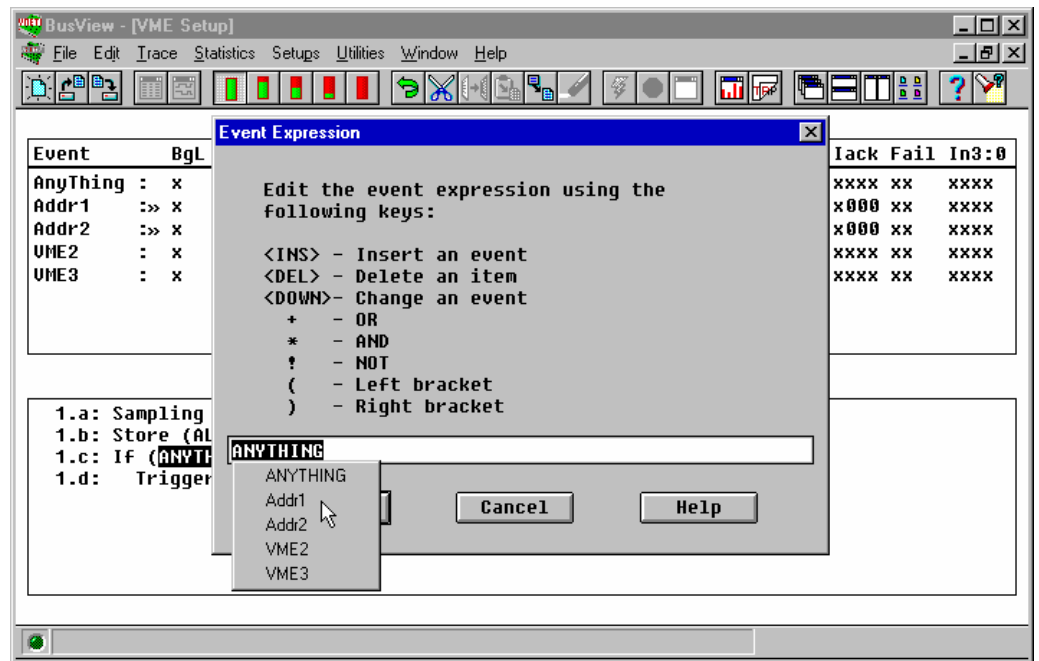 BusView - [VME Setup]
File Edit Trace Statistics Setups Utilities Window Help
Event Expression
Event BgL Iack Fail In3:0
AnyThing : x xxxx xx xxxx
Addr1 :» x x000 xx xxxx
Addr2 :» x x000 xx xxxx
VME2 : x xxxx xx xxxx
VME3 : x xxxx xx xxxx
Edit the event expression using the
following keys:
<INS> - Insert an event
<DEL> - Delete an item
<DOWN>- Change an event
+ - OR
* - AND
! - NOT
( - Left bracket
) - Right bracket
1.a: Sampling
1.b: Store (AL
1.c: If (ANYTH
1.d: Trigger
ANYTHING
ANYTHING
Addr1
Addr2
VME2
VME3
Cancel Help